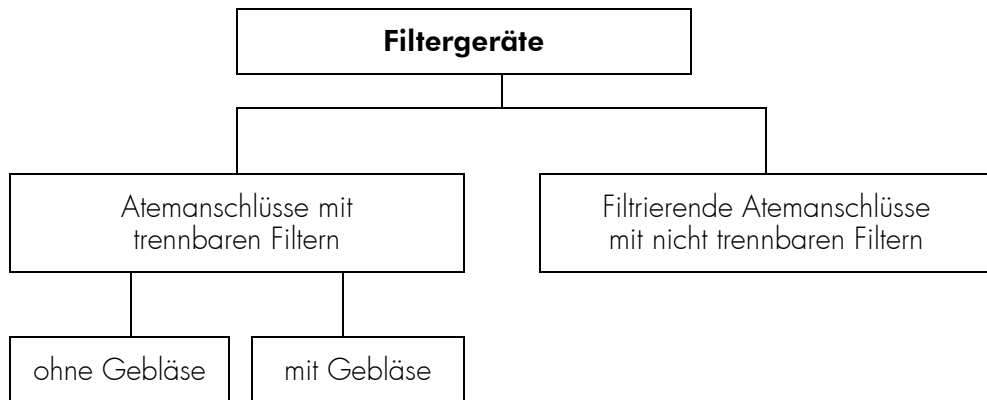 Filtergeräte
Atemanschlüsse mit
trennbaren Filtern
Filtrierende Atemanschlüsse
mit nicht trennbaren Filtern
ohne Gebläse
mit Gebläse